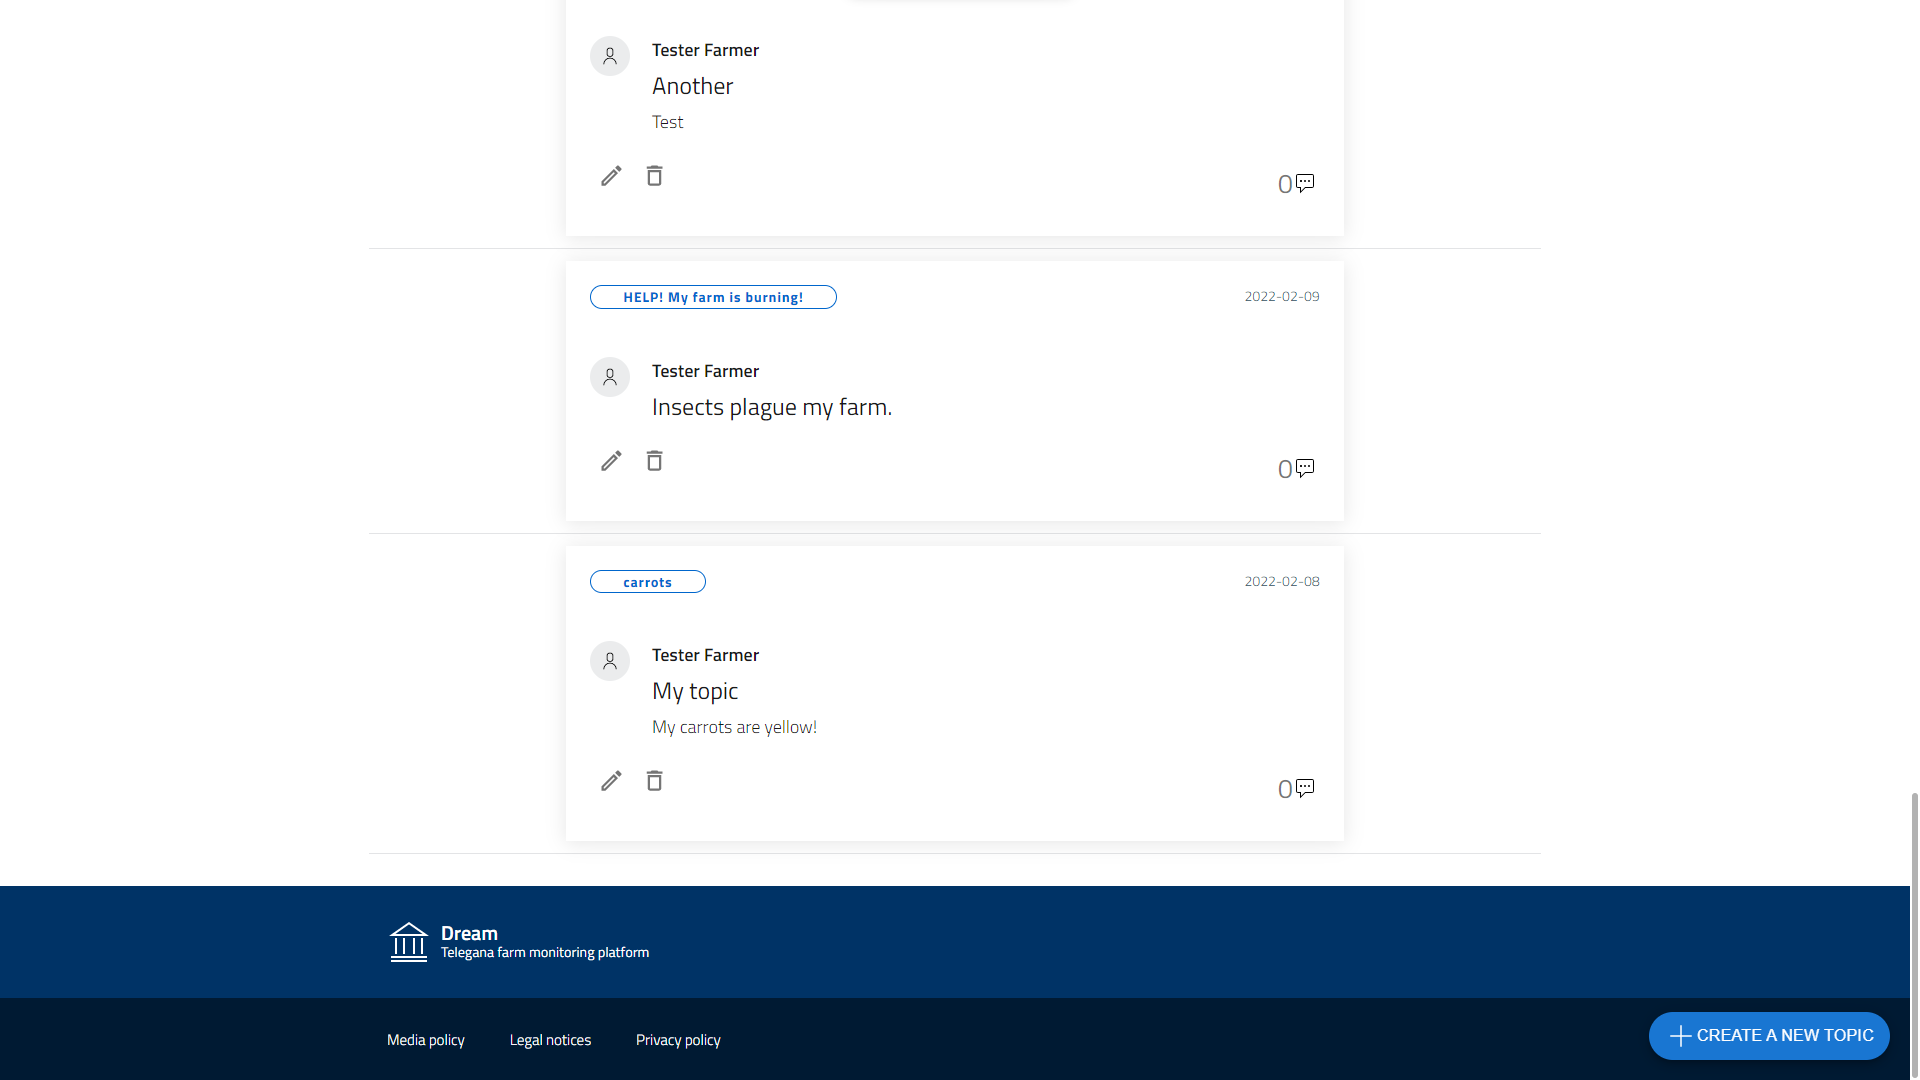 Tester Farmer
Another
Test
0
HELP! My farm is burning!
2022-02-09
Tester Farmer
Insects plague my farm.
0
carrots
2022-02-08
Tester Farmer
My topic
My carrots are yellow!
0
Dream
Telegana farm monitoring platform
Media policy
Legal notices
Privacy policy
CREATE A NEW TOPIC